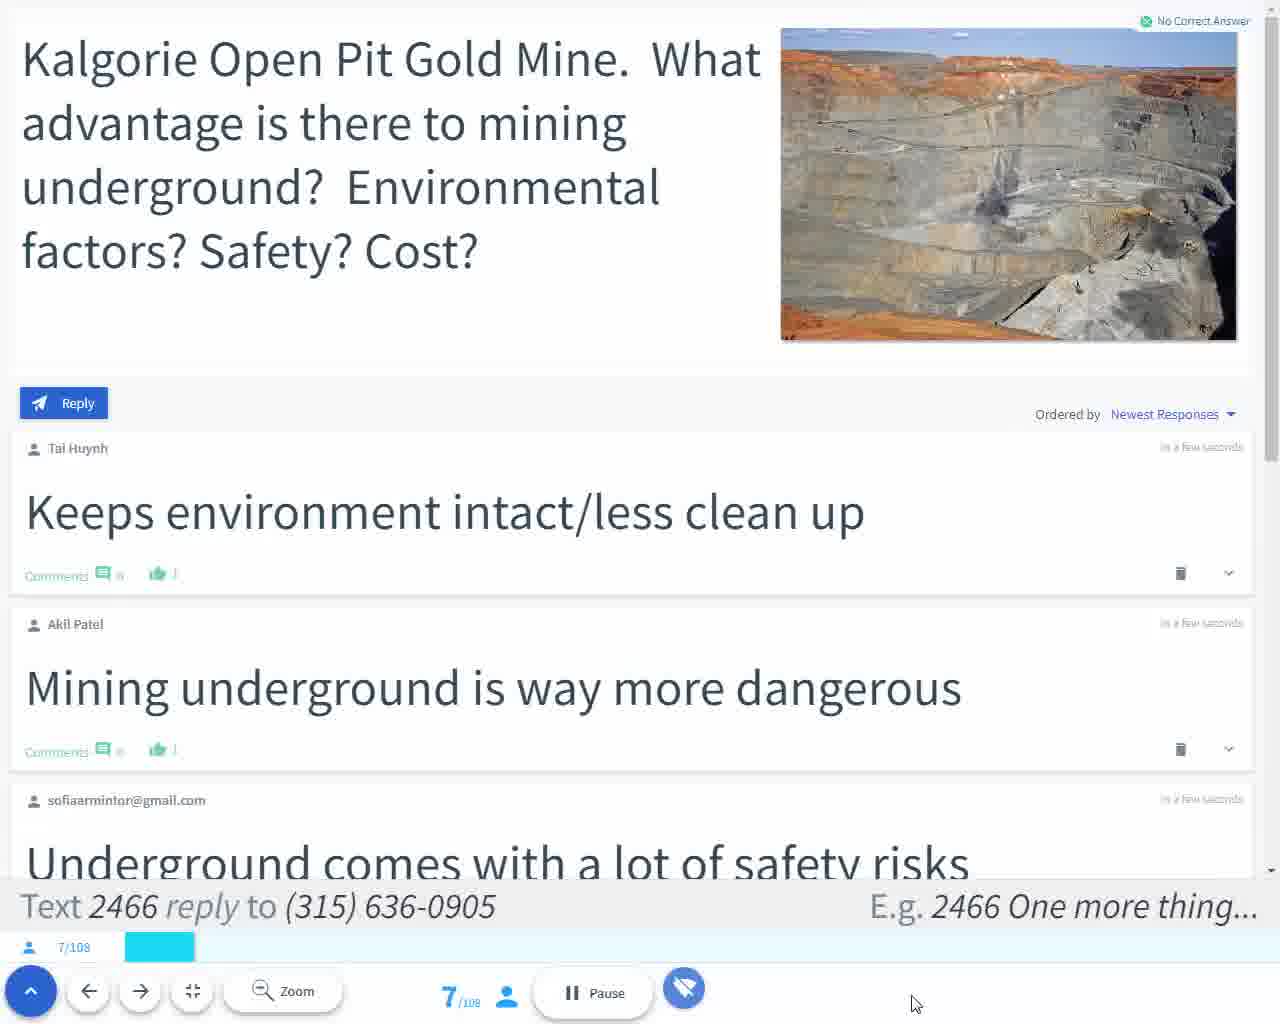 No Correct Answer
Kalgorie Open Pit Gold Mine. What
advantage is there to mining
underground? Environmental
factors? Safety? Cost?
Reply
Ordered by Newest Responses
Tai Huynh
in a few seconds
Keeps environment intact/less clean up
Comments 0 1
Akil Patel
in a few seconds
Mining underground is way more dangerous
Comments 0 1
sofiaarmintor@gmail.com
in a few seconds
Underground comes with a lot of safety risks
Text 2466 reply to (315) 636-0905
E.g. 2466 One more thing...
7/108
Zoom
7/108
Pause